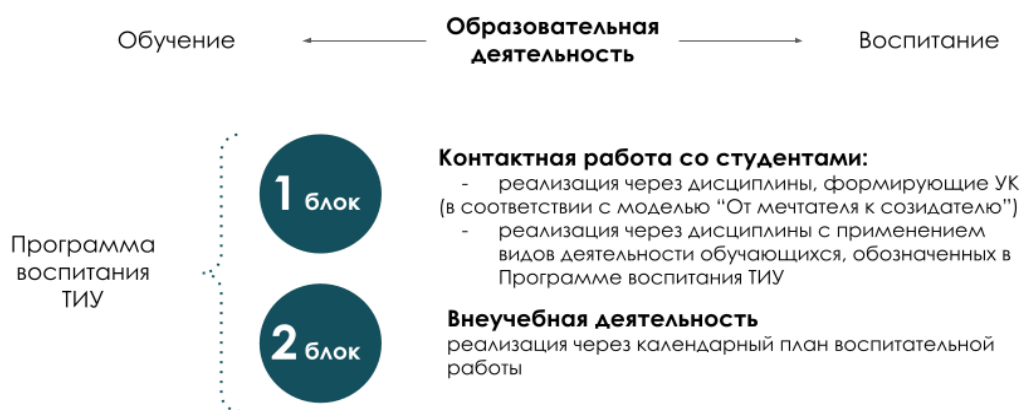 Обучение
Образовательная
деятельность
Воспитание
Программа
воспитания
ТИУ
1 блок
Контактная работа со студентами:
- реализация через дисциплины, формирующие УК
(в соответствии с моделью “От мечтателя к созидателю”)
- реализация через дисциплины с применением
видов деятельности обучающихся, обозначенных в
Программе воспитания ТИУ
2 блок
Внеучебная деятельность
реализация через календарный план воспитательной
работы